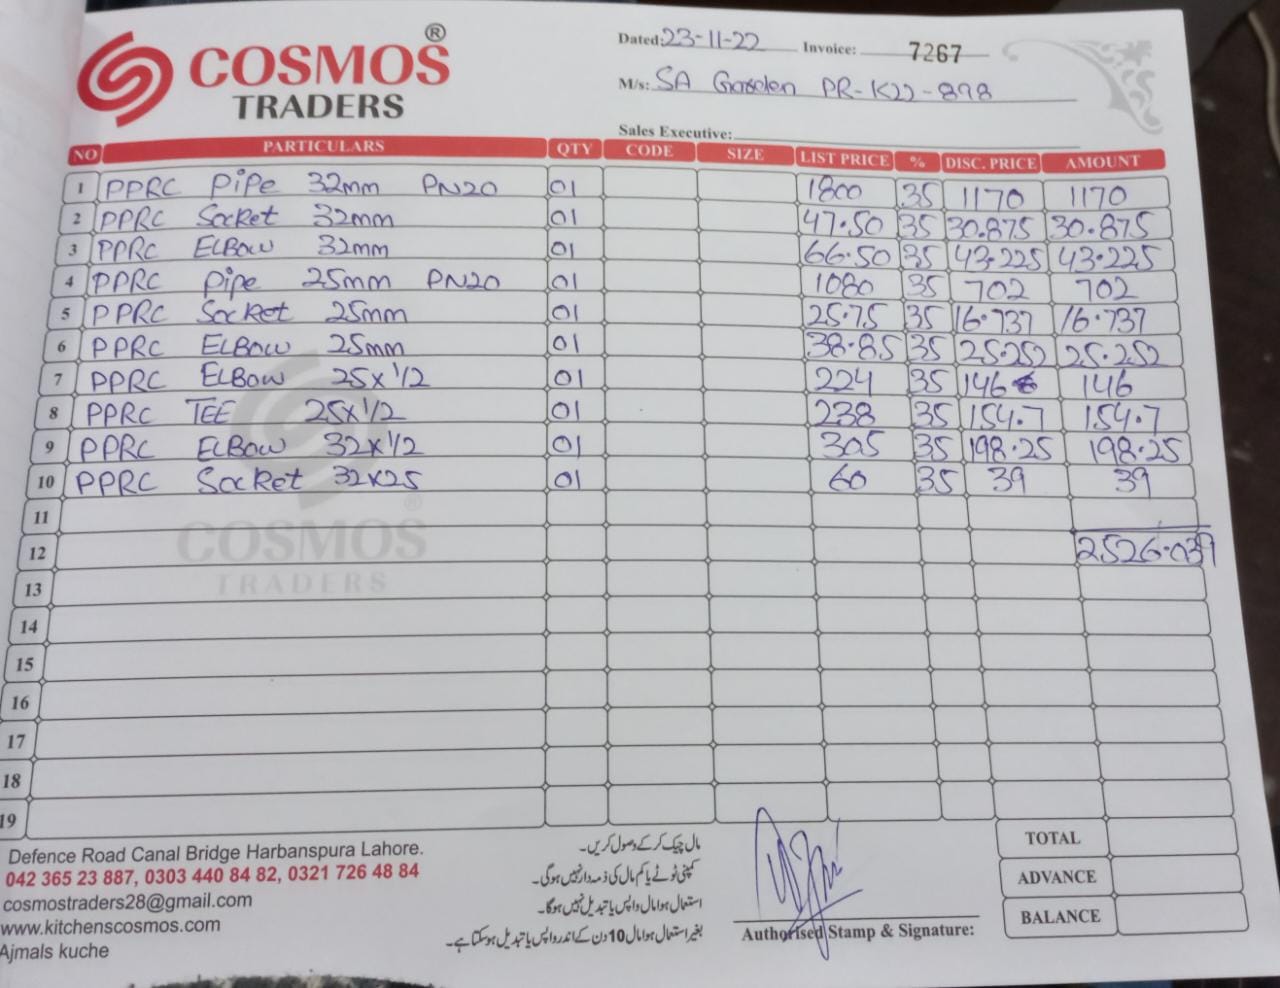 COSMOS ®
TRADERS
Dated: 23-11-22 Invoice: 7267
M/s: SA Garden PR-K22-898
Sales Executive:
NO PARTICULARS QTY CODE SIZE LIST PRICE % DISC. PRICE AMOUNT
1 PPRC Pipe 32mm PN20 01 1800 35 1170 1170
2 PPRC Socket 32mm 01 47.50 35 30.875 30.875
3 PPRC ELBow 32mm 01 66.50 35 43.225 43.225
4 PPRC Pipe 25mm PN20 01 1080 35 702 702
5 PPRC Socket 25mm 01 25.75 35 16.737 16.737
6 PPRC ELBow 25mm 01 38.85 35 25.252 25.252
7 PPRC ELBow 25x1/2 01 224 35 146 146
8 PPRC TEE 25x1/2 01 238 35 154.7 154.7
9 PPRC ELBow 32x1/2 01 305 35 198.25 198.25
10 PPRC Socket 32x25 01 60 35 39 39
11
12 2526.039
13
14
15
16
17
18
19
COSMOS ®
TRADERS
Defence Road Canal Bridge Harbanspura Lahore.
042 365 23 887, 0303 440 84 82, 0321 726 48 84
cosmostraders28@gmail.com
www.kitchenscosmos.com
Ajmals kuche
مال چیک کر کے وصول کریں۔
کمپنی ٹوٹے یا کم مال کی ذمہ دار نہیں ہوگی۔
استعمال ہوا مال واپس یا تبدیل نہیں ہوگا۔
بغیر استعمال ہوا مال 10 دن کے اندر واپس یا تبدیل ہوسکتا ہے۔
Authorised Stamp & Signature:
TOTAL
ADVANCE
BALANCE